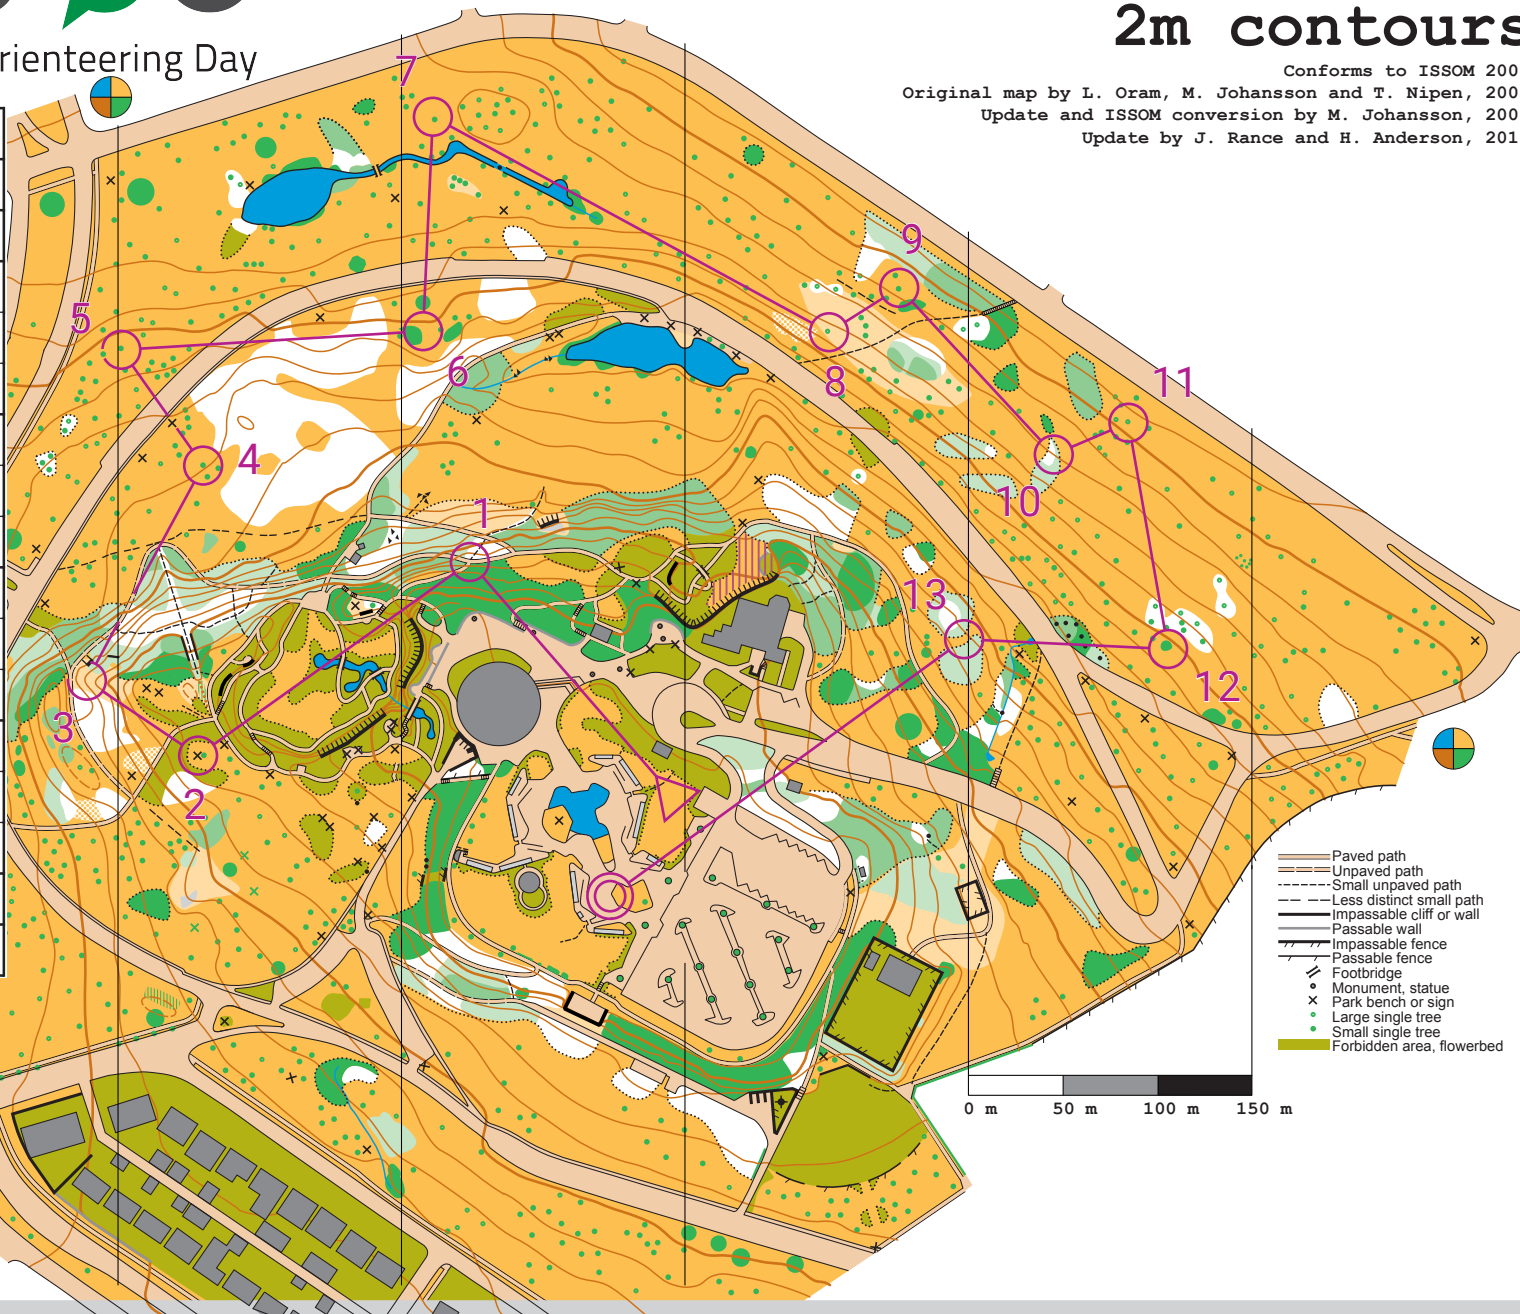 rienteering Day
2m contours
Conforms to ISSOM 200
Original map by L. Oram, M. Johansson and T. Nipen, 200
Update and ISSOM conversion by M. Johansson, 200
Update by J. Rance and H. Anderson, 201
7
9
5
6
8
11
4
10
1
13
3
12
2
Paved path
Unpaved path
Small unpaved path
Less distinct small path
Impassable cliff or wall
Passable wall
Impassable fence
Passable fence
Footbridge
Monument, statue
Park bench or sign
Large single tree
Small single tree
Forbidden area, flowerbed
0 m 50 m 100 m 150 m